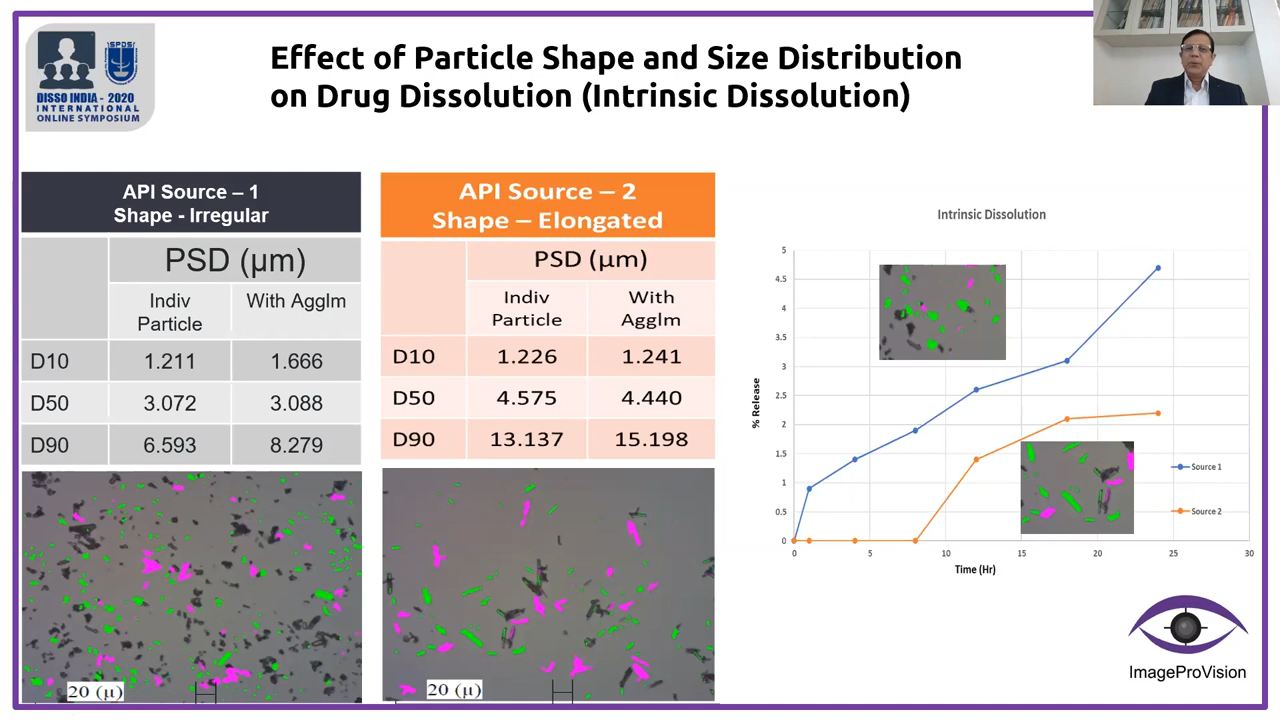 SPDS
DISSO INDIA - 2020
INTERNATIONAL
ONLINE SYMPOSIUM
Effect of Particle Shape and Size Distribution
on Drug Dissolution (Intrinsic Dissolution)
API Source – 1
Shape - Irregular
PSD (µm)
Indiv Particle
With Agglm
D10 1.211 1.666
D50 3.072 3.088
D90 6.593 8.279
20 (µ)
API Source – 2
Shape – Elongated
PSD (µm)
Indiv Particle
With Agglm
D10 1.226 1.241
D50 4.575 4.440
D90 13.137 15.198
20 (µ)
Intrinsic Dissolution
% Release
5
4.5
4
3.5
3
2.5
2
1.5
1
0.5
0
0 5 10 15 20 25 30
Time (Hr)
Source 1
Source 2
ImageProVision